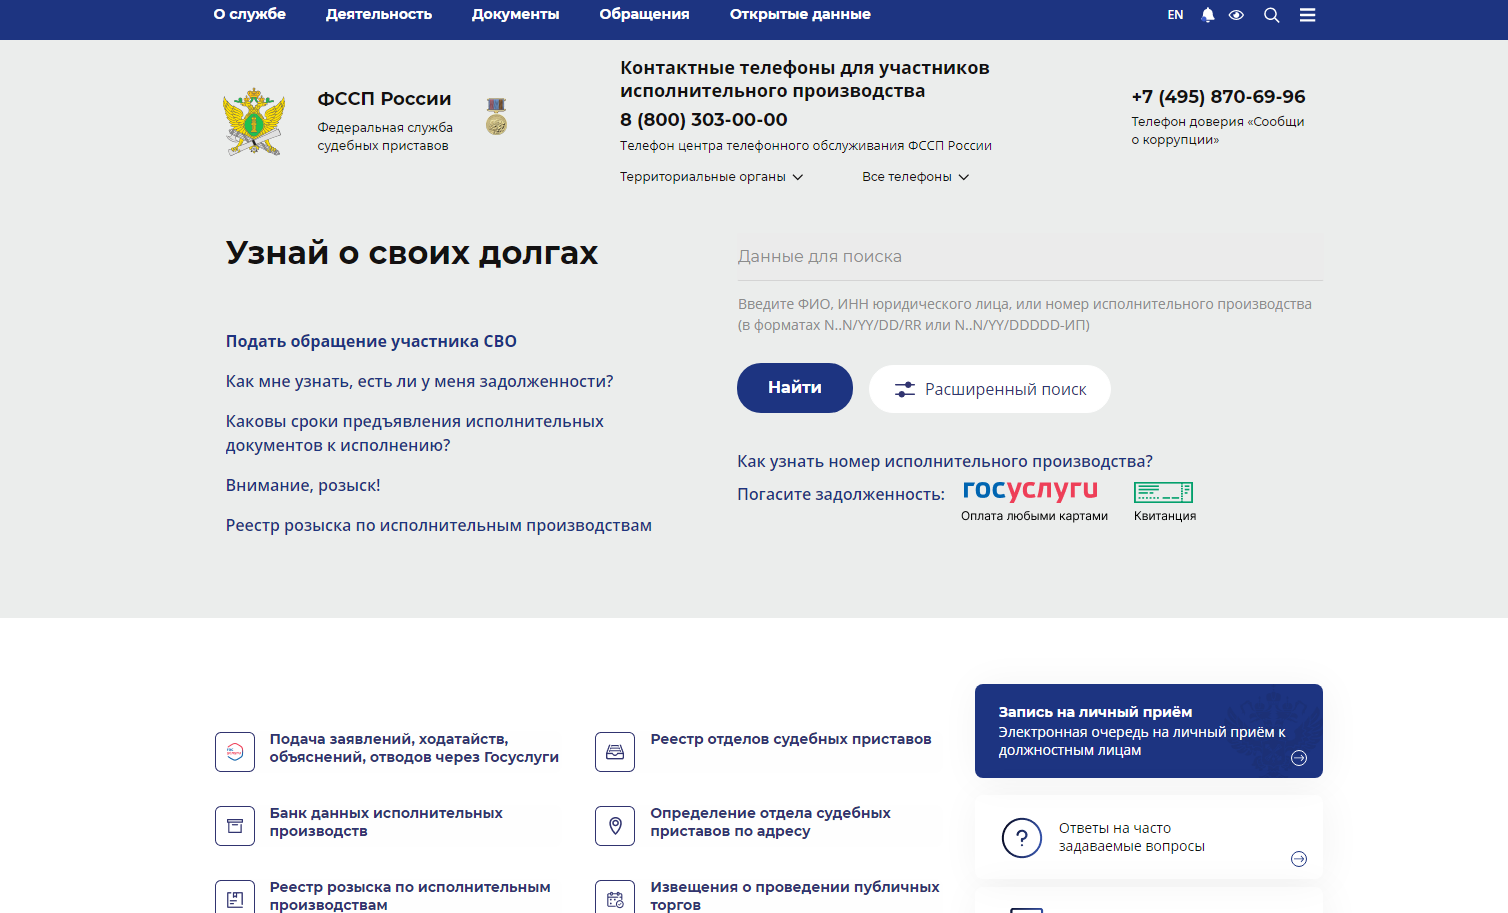 О службе
Деятельность
Документы
Обращения
Открытые данные
EN
ФССП России
Федеральная служба
судебных приставов
Контактные телефоны для участников
исполнительного производства
8 (800) 303-00-00
Телефон центра телефонного обслуживания ФССП России
Территориальные органы
Все телефоны
+7 (495) 870-69-96
Телефон доверия «Сообщи
о коррупции»
Узнай о своих долгах
Подать обращение участника СВО
Как мне узнать, есть ли у меня задолженности?
Каковы сроки предъявления исполнительных
документов к исполнению?
Внимание, розыск!
Реестр розыска по исполнительным производствам
Данные для поиска
Введите ФИО, ИНН юридического лица, или номер исполнительного производства
(в форматах N..N/YY/DD/RR или N..N/YY/DDDDD-ИП)
Найти
Расширенный поиск
Как узнать номер исполнительного производства?
Погасите задолженность:
госуслуги
Оплата любыми картами
Квитанция
Подача заявлений, ходатайств,
объяснений, отводов через Госуслуги
Реестр отделов судебных приставов
Банк данных исполнительных
производств
Определение отдела судебных
приставов по адресу
Реестр розыска по исполнительным
производствам
Извещения о проведении публичных
торгов
Запись на личный приём
Электронная очередь на личный приём к
должностным лицам
Ответы на часто
задаваемые вопросы